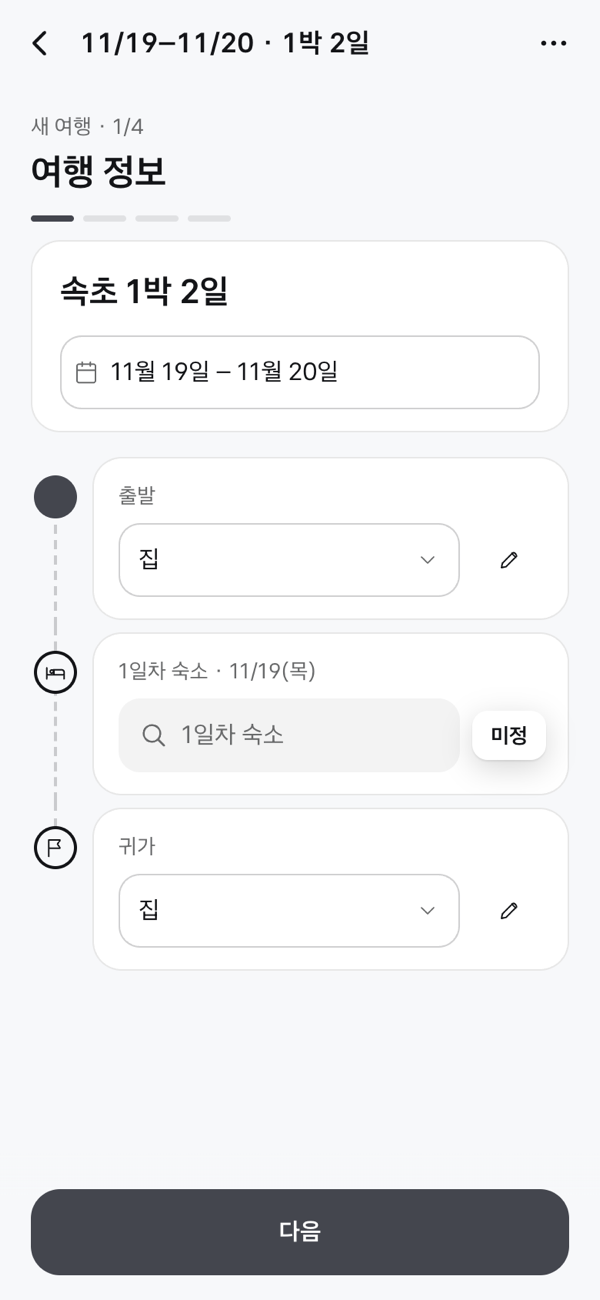 11/19–11/20 · 1박 2일
새 여행 · 1/4
여행 정보
속초 1박 2일
11월 19일 – 11월 20일
출발
집
1일차 숙소 · 11/19(목)
1일차 숙소
미정
귀가
집
다음